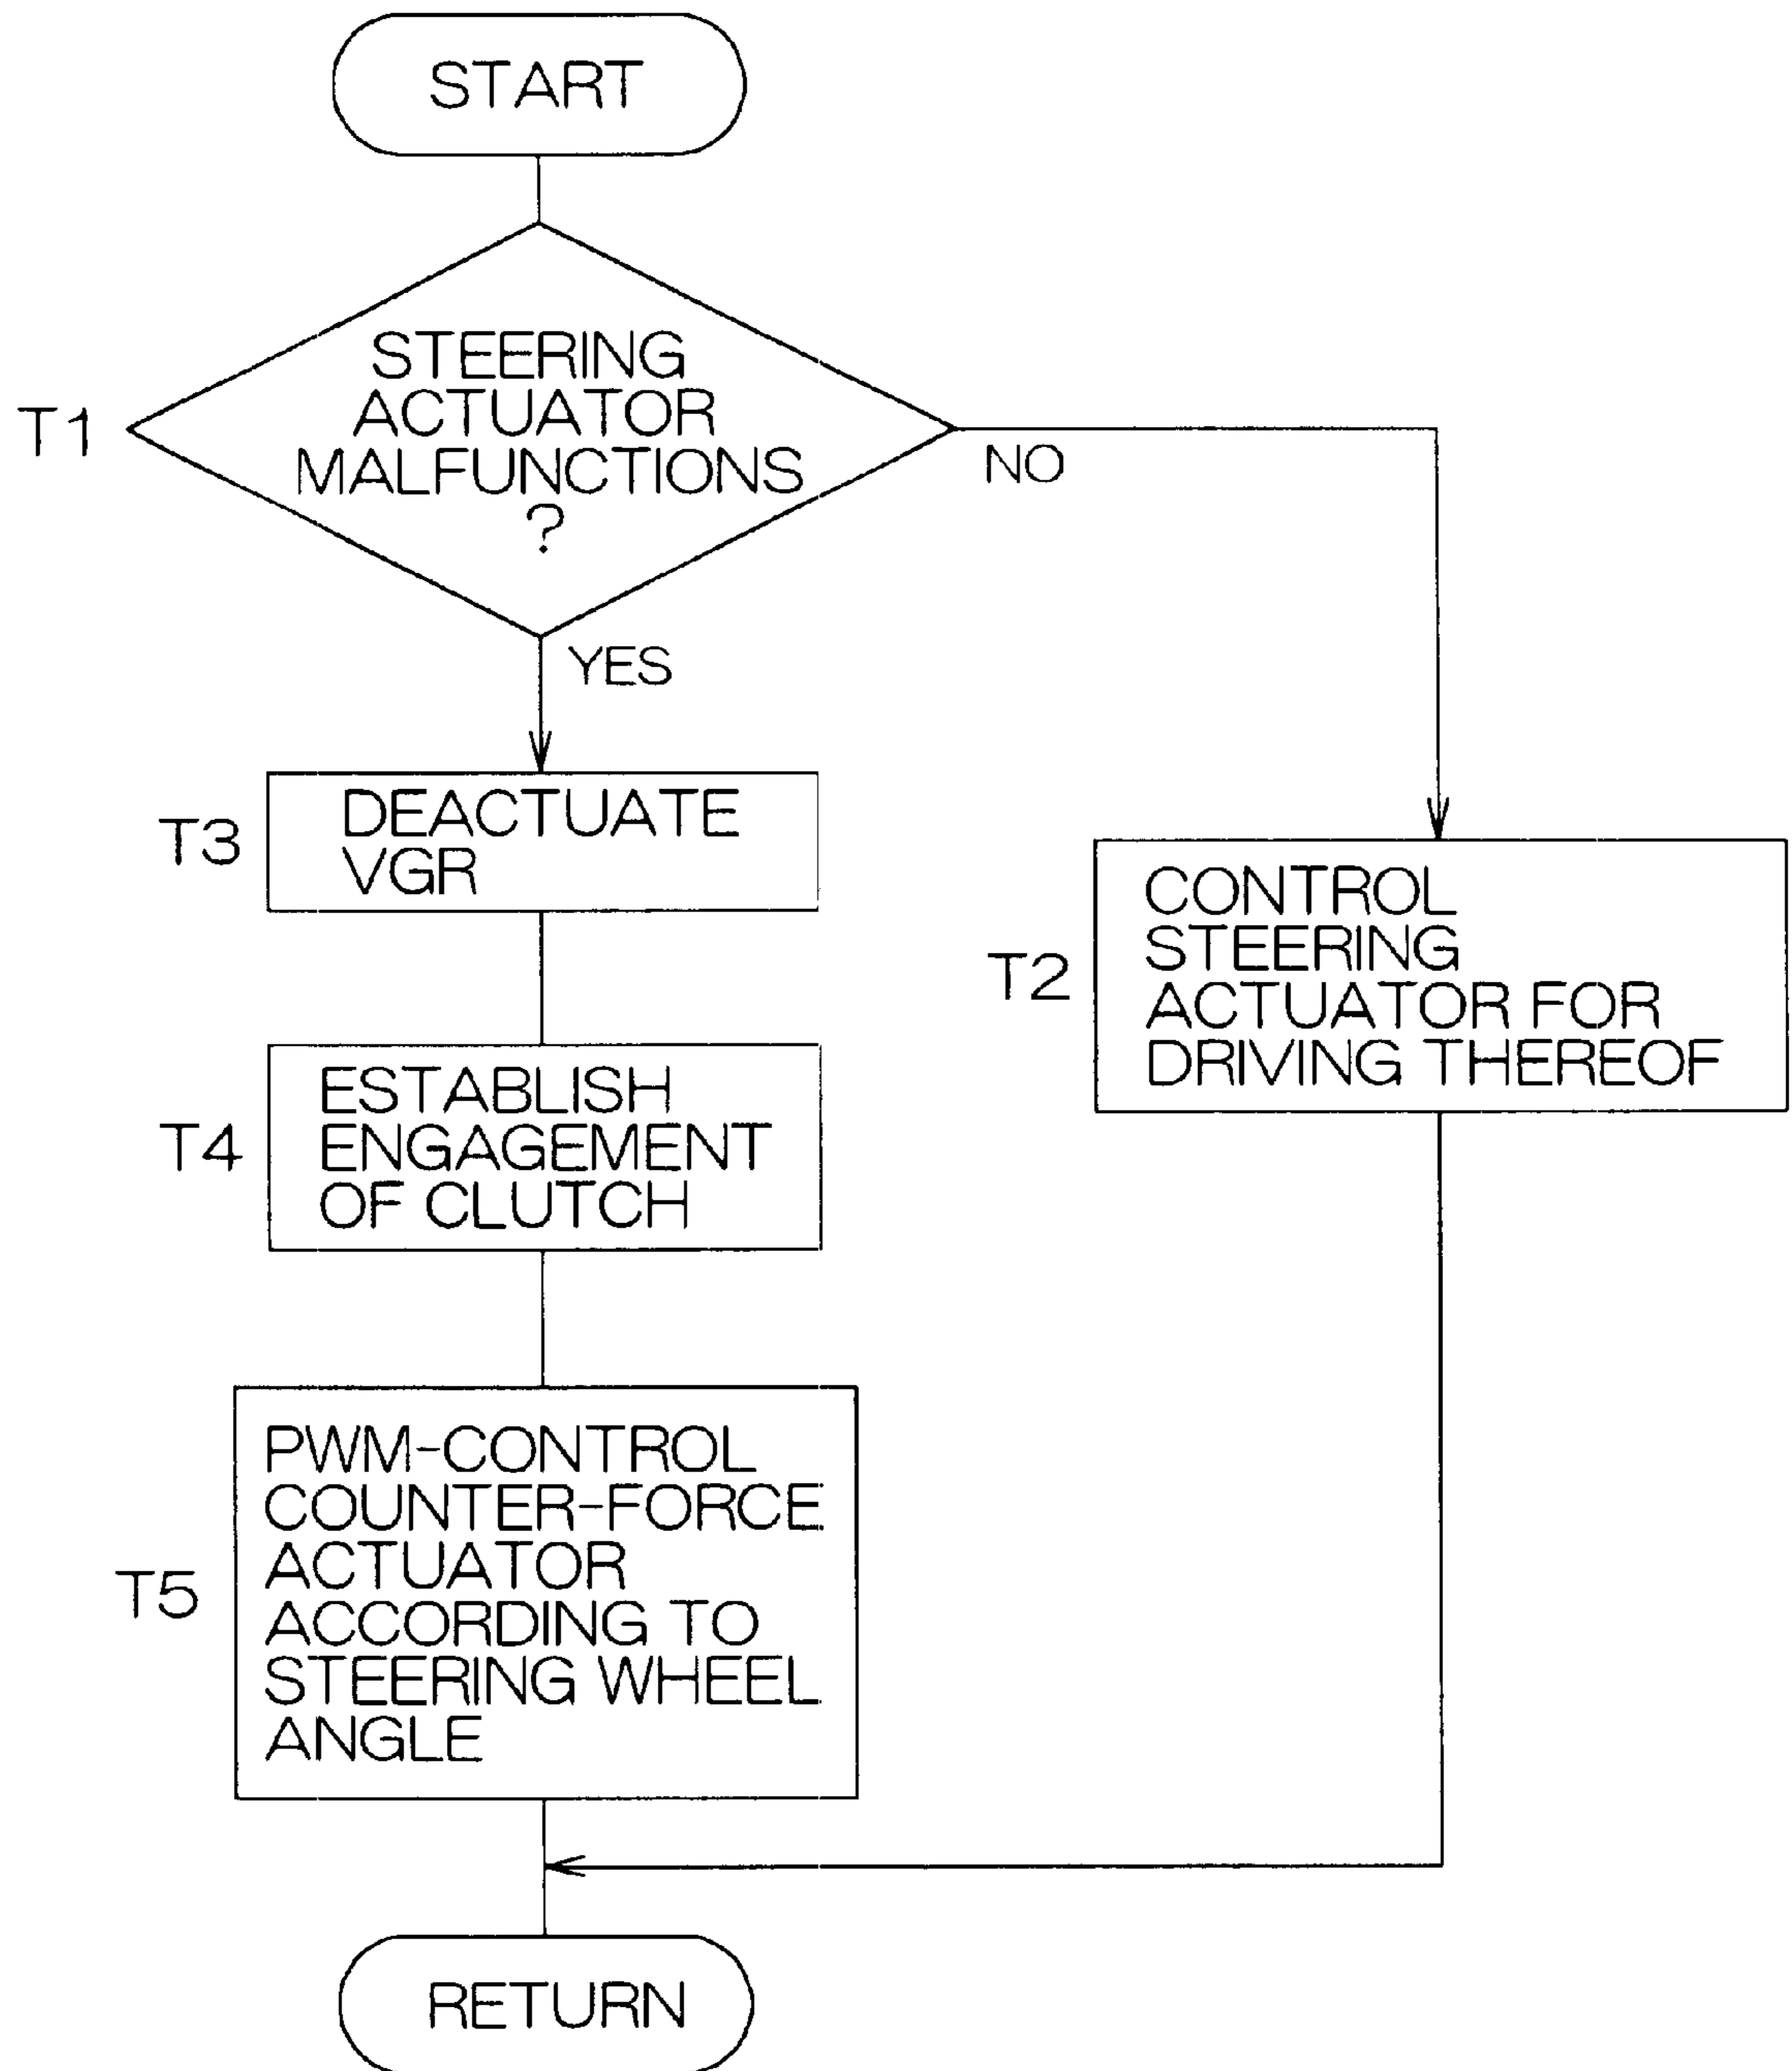 START
T1
STEERING
ACTUATOR
MALFUNCTIONS
?
NO
YES
T3
DEACTUATE
VGR
T2
CONTROL
STEERING
ACTUATOR FOR
DRIVING THEREOF
T4
ESTABLISH
ENGAGEMENT
OF CLUTCH
T5
PWM-CONTROL
COUNTER-FORCE
ACTUATOR
ACCORDING TO
STEERING WHEEL
ANGLE
RETURN